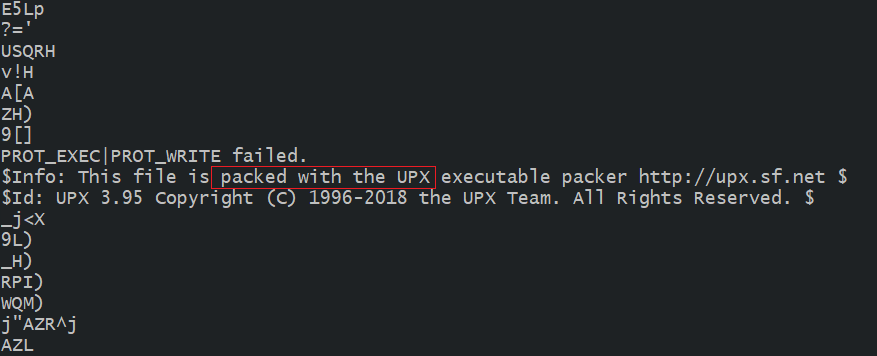 E5Lp
?='
USQRH
v!H
A[A
ZH)
9[]
PROT_EXEC|PROT_WRITE failed.
$Info: This file is packed with the UPX executable packer http://upx.sf.net $
$Id: UPX 3.95 Copyright (C) 1996-2018 the UPX Team. All Rights Reserved. $
_j<X
9L)
_H)
RPI)
WQM)
j"AZR^j
AZL